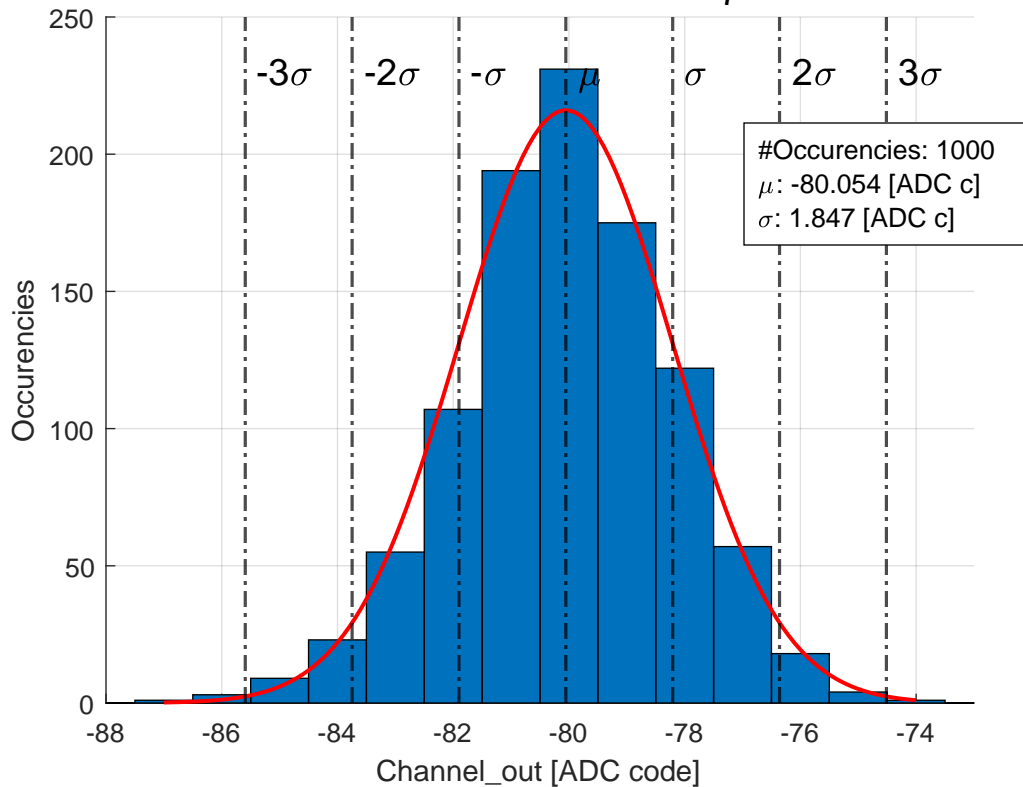 250
200
150
100
50
0
-3σ
-2σ
-σ
μ
σ
2σ
3σ
#Occurencies: 1000
μ: -80.054 [ADC c]
σ: 1.847 [ADC c]
Occurencies
-88
-86
-84
-82
-80
-78
-76
-74
Channel_out [ADC code]